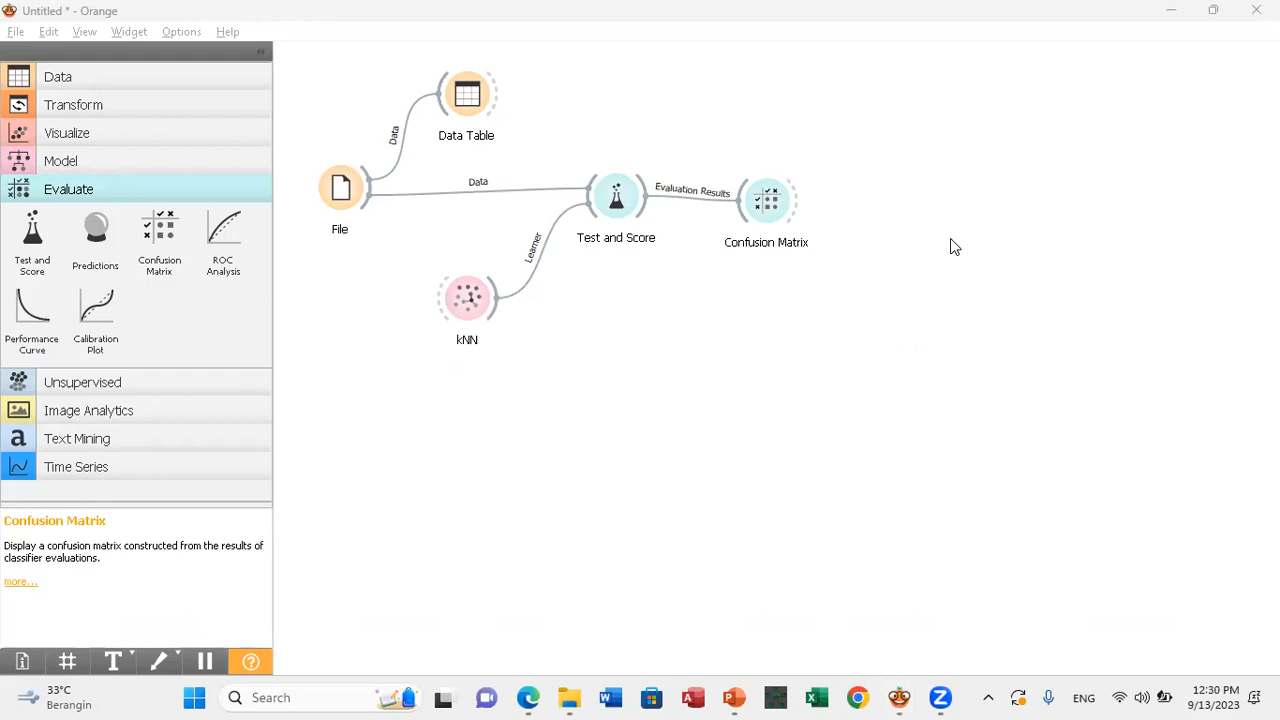 Untitled * - Orange
File Edit View Widget Options Help
Data
Transform
Visualize
Model
Evaluate
Test and Score
Predictions
Confusion Matrix
ROC Analysis
Performance Curve
Calibration Plot
Unsupervised
Image Analytics
a Text Mining
Time Series
Confusion Matrix
Display a confusion matrix constructed from the results of
classifier evaluations.
more...
Data
Data Table
File
Data
Learner
kNN
Test and Score
Evaluation Results
Confusion Matrix
33°C
Berangin
Search
ENG
12:30 PM
9/13/2023